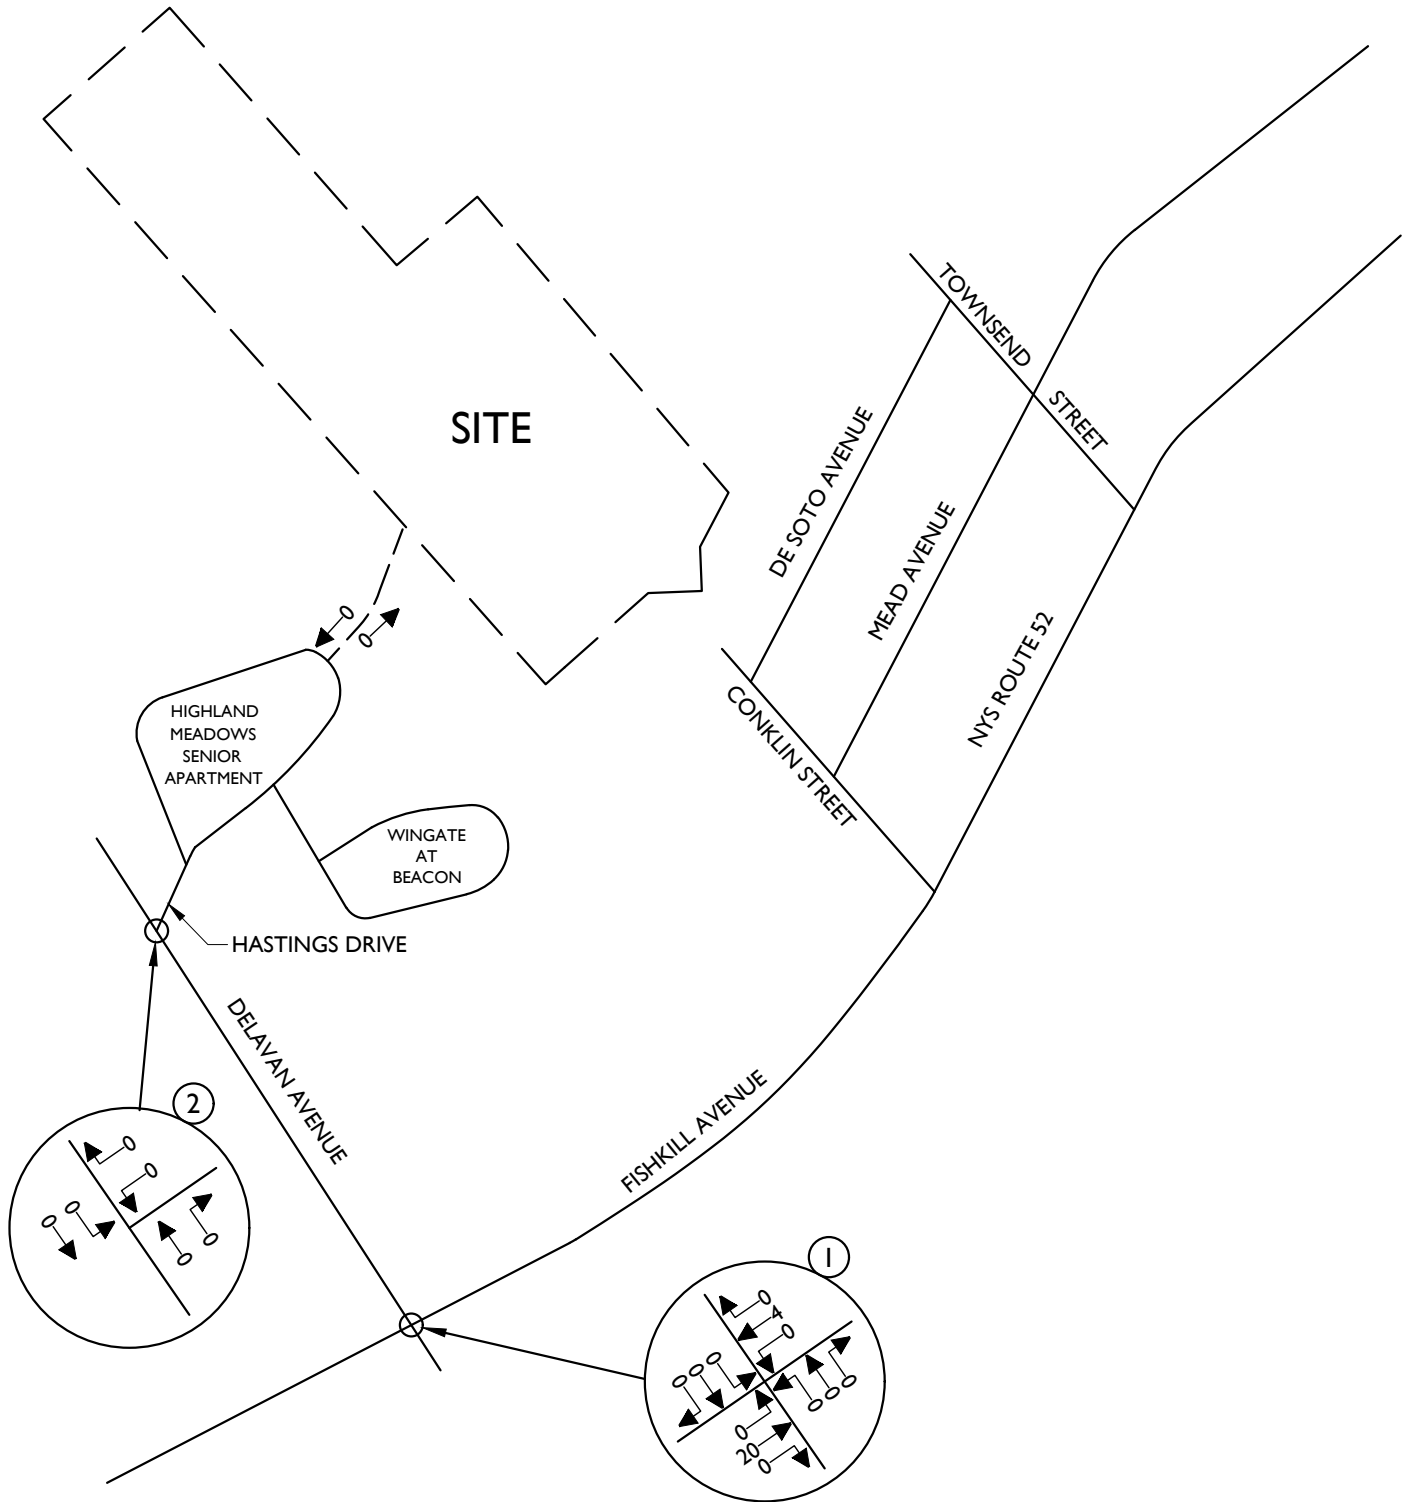 TOWNSEND
STREET
SITE
DE SOTO AVENUE
MEAD AVENUE
NYS ROUTE 52
0
0
HIGHLAND
MEADOWS
SENIOR
APARTMENT
CONKLIN STREET
WINGATE
AT
BEACON
HASTINGS DRIVE
DELAVAN AVENUE
FISHKILL AVENUE
2
0
0
0
0
0
0
1
0
4
0
0
0
0
0
0
0
0
20
0